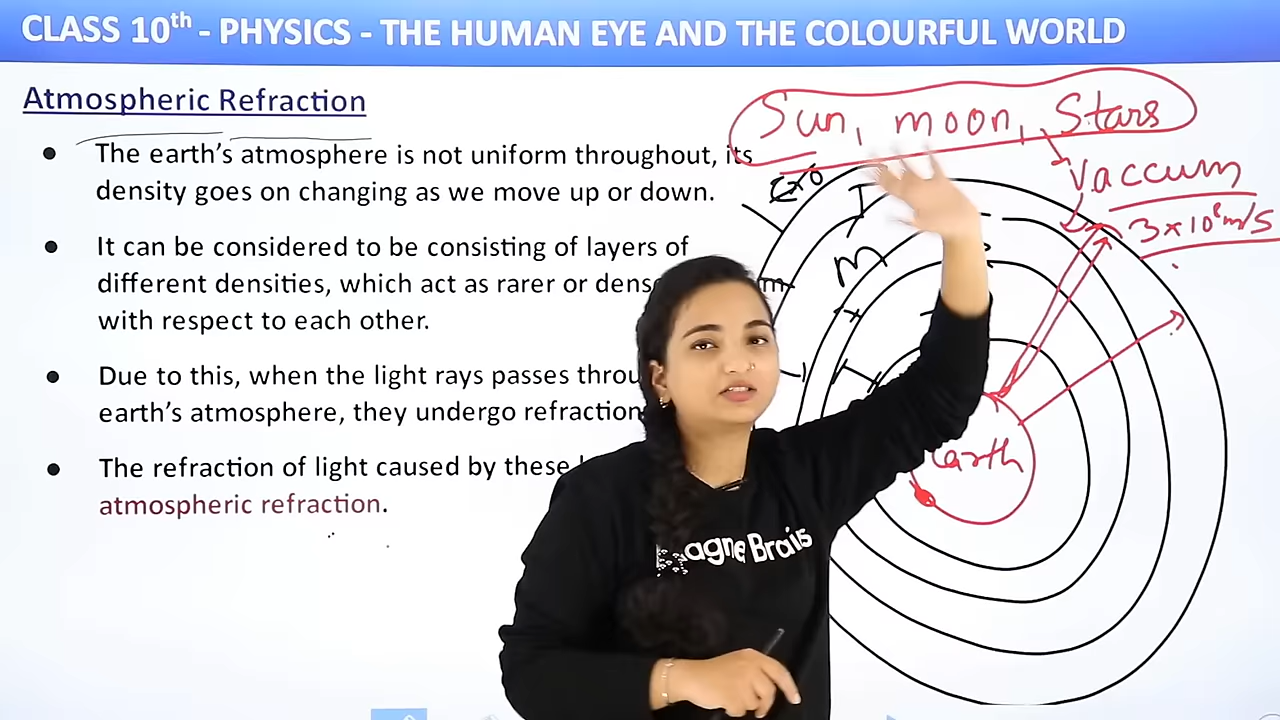 CLASS 10th - PHYSICS - THE HUMAN EYE AND THE COLOURFUL WORLD
Atmospheric Refraction
• The earth's atmosphere is not uniform throughout, its
density goes on changing as we move up or down.
• It can be considered to be consisting of layers of
different densities, which act as rarer or dens
with respect to each other.
• Due to this, when the light rays passes throu
earth's atmosphere, they undergo refraction
• The refraction of light caused by these
atmospheric refraction.
Sun, moon, Stars
Vaccum
3x10⁸m/s
Exo
I
M
earth
agne Brais